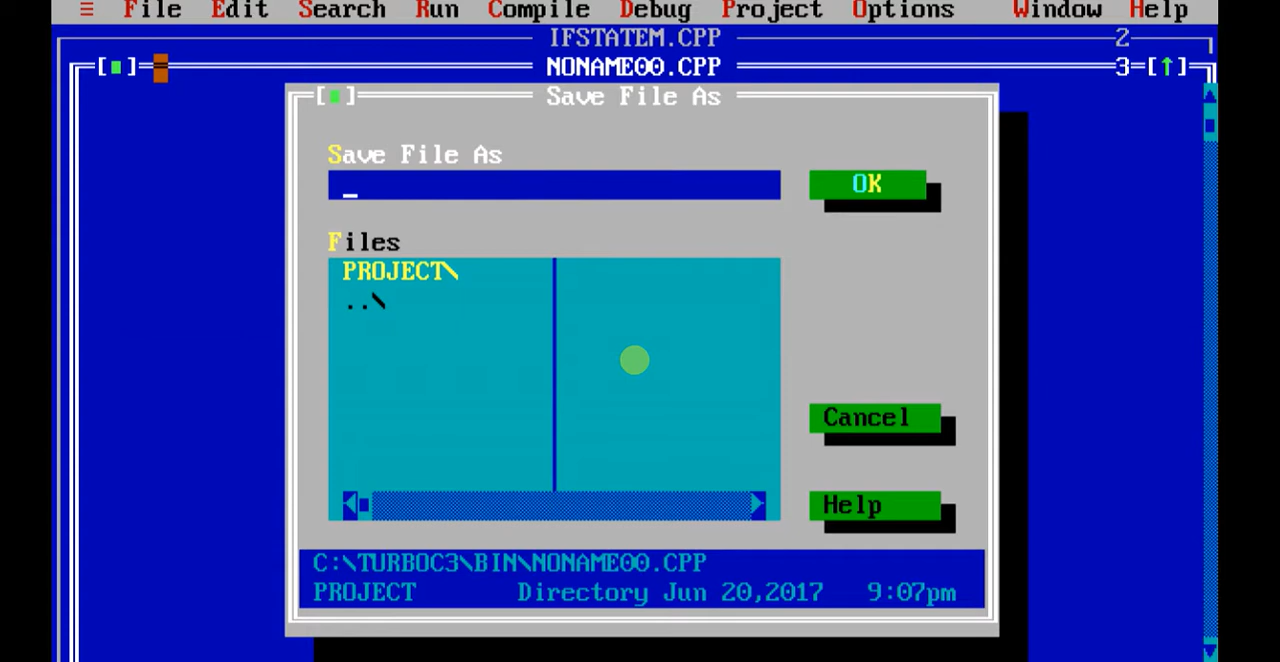 ≡ File Edit Search Run Compile Debug Project Options Window Help
IFSTATEM.CPP 2
[■] NONAME00.CPP 3=[↑]
[■] Save File As
Save File As
OK
Files
PROJECT\
..\
Cancel
Help
C:\TURBOC3\BIN\NONAME00.CPP
PROJECT Directory Jun 20,2017 9:07pm